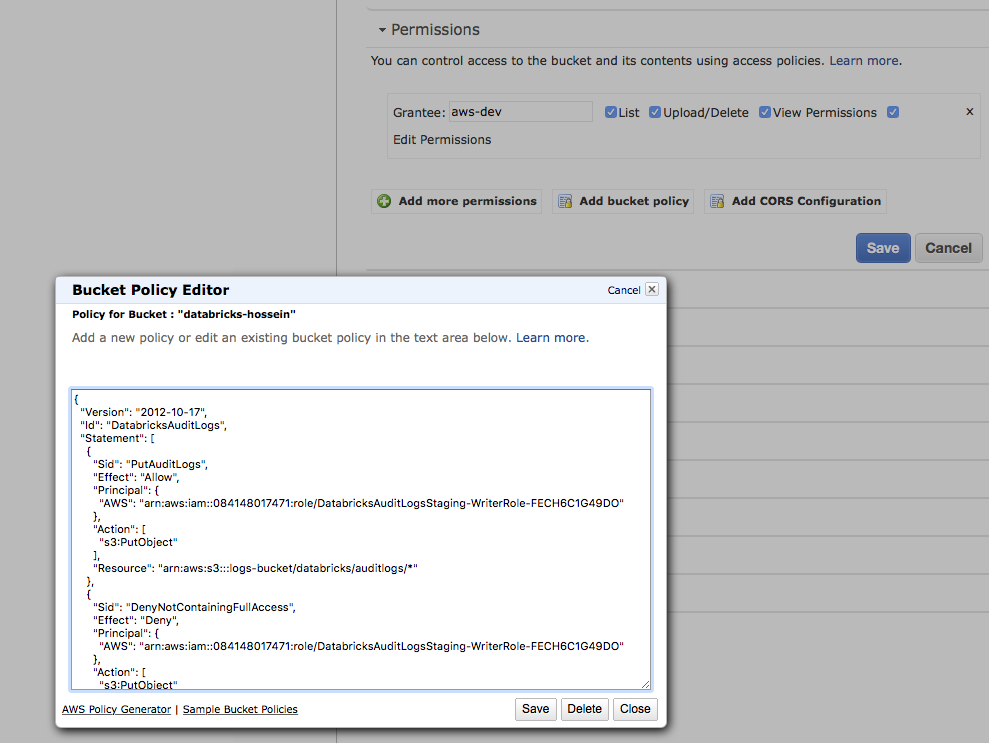 Permissions
You can control access to the bucket and its contents using access policies. Learn more.
Grantee: aws-dev List Upload/Delete View Permissions x
Edit Permissions
Add more permissions Add bucket policy Add CORS Configuration
Save Cancel
Bucket Policy Editor Cancel
Policy for Bucket : "databricks-hossein"
Add a new policy or edit an existing bucket policy in the text area below. Learn more.
{
"Version": "2012-10-17",
"Id": "DatabricksAuditLogs",
"Statement": [
{
"Sid": "PutAuditLogs",
"Effect": "Allow",
"Principal": {
"AWS": "arn:aws:iam::084148017471:role/DatabricksAuditLogsStaging-WriterRole-FECH6C1G49DO"
},
"Action": [
"s3:PutObject"
],
"Resource": "arn:aws:s3:::logs-bucket/databricks/auditlogs/*"
},
{
"Sid": "DenyNotContainingFullAccess",
"Effect": "Deny",
"Principal": {
"AWS": "arn:aws:iam::084148017471:role/DatabricksAuditLogsStaging-WriterRole-FECH6C1G49DO"
},
"Action": [
"s3:PutObject"
AWS Policy Generator | Sample Bucket Policies Save Delete Close